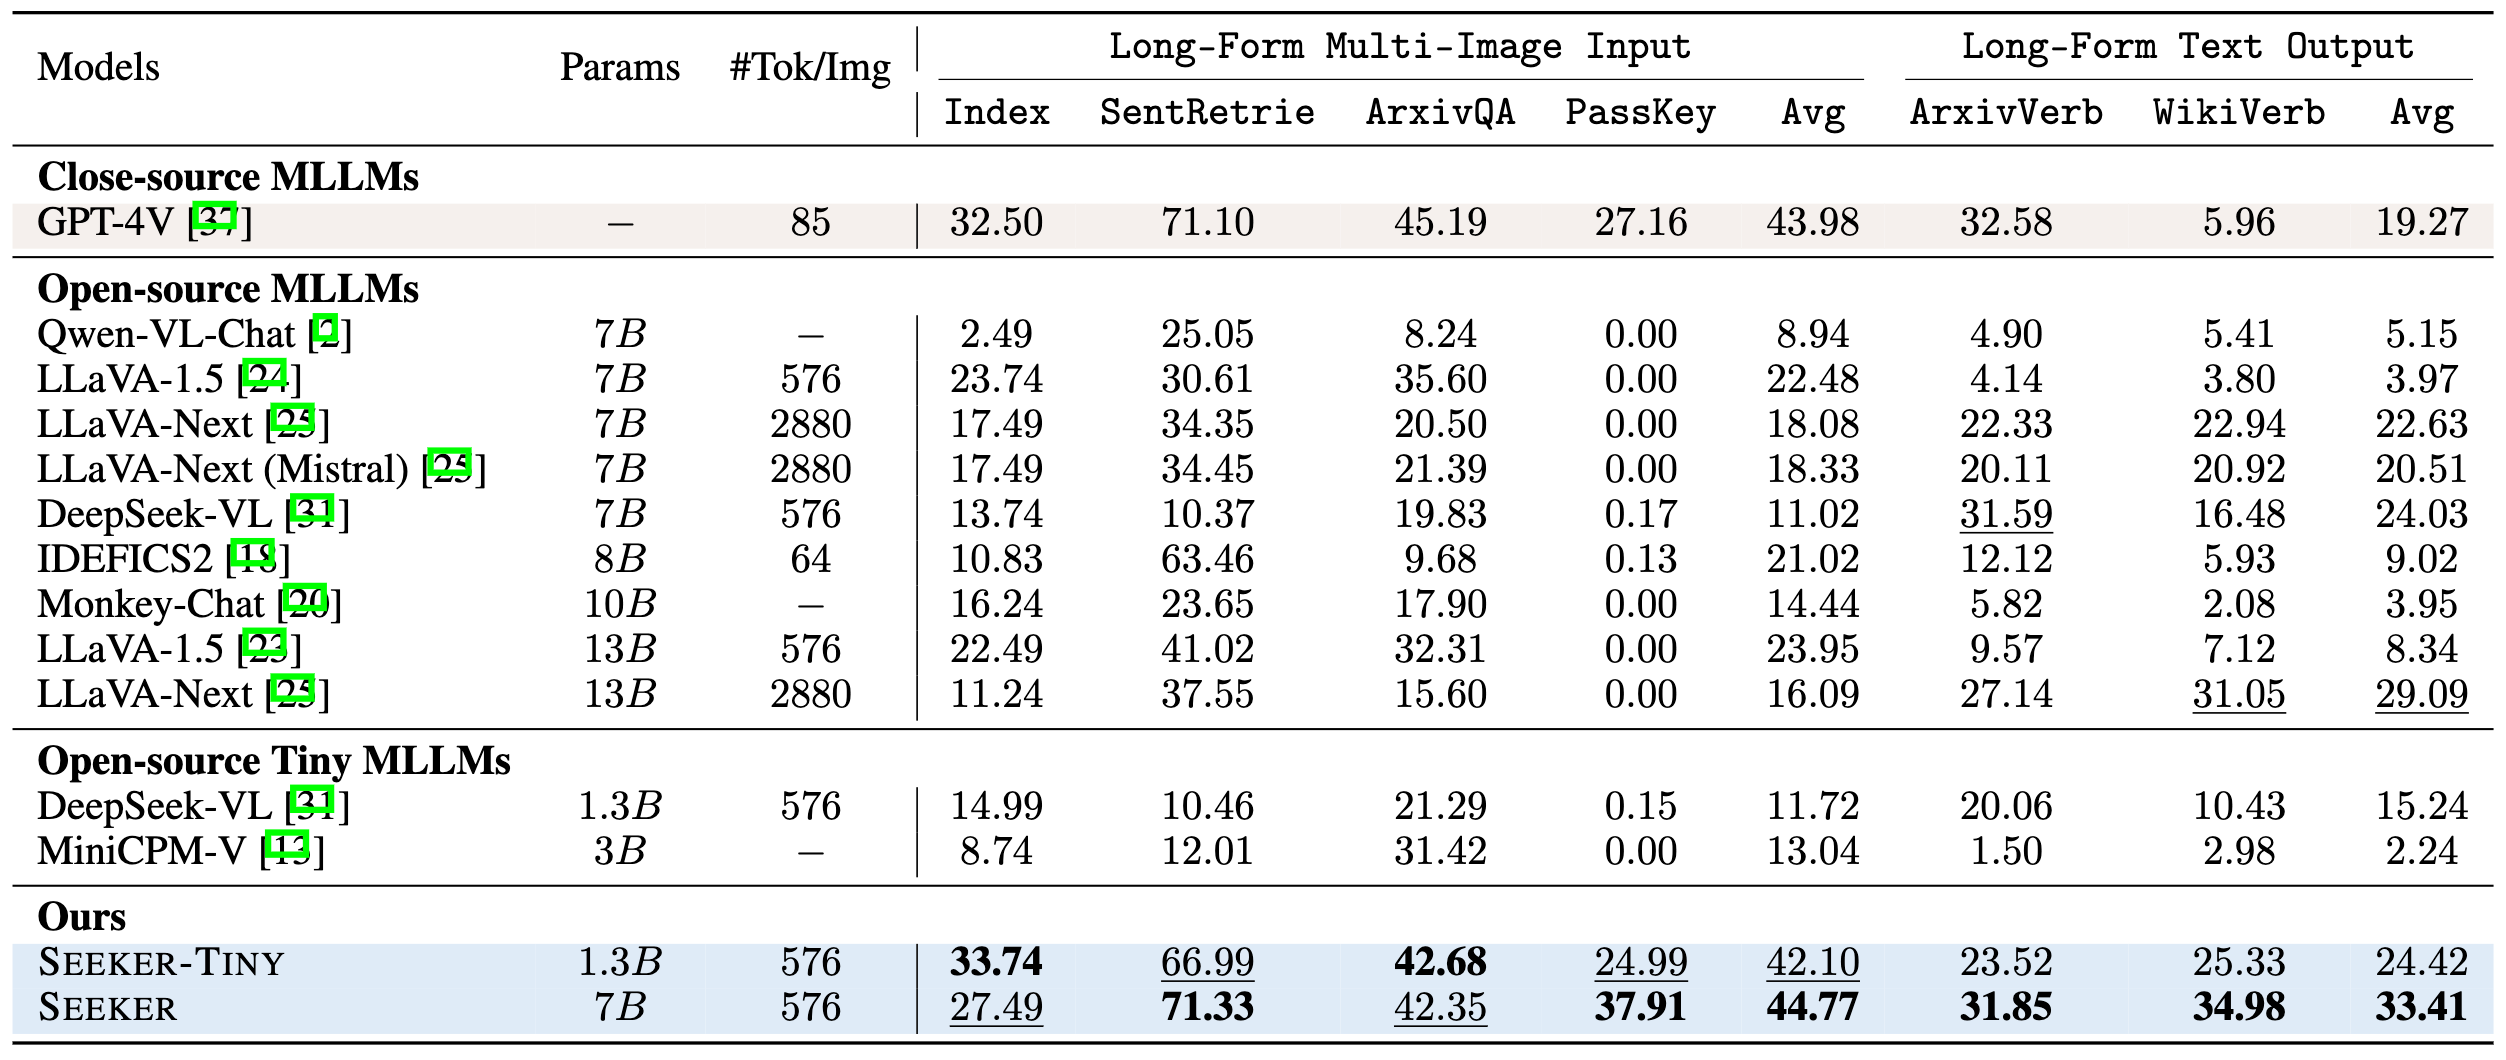 Models Params #Tok/Img Long-Form Multi-Image Input Long-Form Text Output
Index SentRetrie ArxivQA PassKey Avg ArxivVerb WikiVerb Avg
Close-source MLLMs
GPT-4V [37] − 85 32.50 71.10 45.19 27.16 43.98 32.58 5.96 19.27
Open-source MLLMs
Qwen-VL-Chat [2] 7B − 2.49 25.05 8.24 0.00 8.94 4.90 5.41 5.15
LLaVA-1.5 [24] 7B 576 23.74 30.61 35.60 0.00 22.48 4.14 3.80 3.97
LLaVA-Next [25] 7B 2880 17.49 34.35 20.50 0.00 18.08 22.33 22.94 22.63
LLaVA-Next (Mistral) [25] 7B 2880 17.49 34.45 21.39 0.00 18.33 20.11 20.92 20.51
DeepSeek-VL [31] 7B 576 13.74 10.37 19.83 0.17 11.02 31.59 16.48 24.03
IDEFICS2 [18] 8B 64 10.83 63.46 9.68 0.13 21.02 12.12 5.93 9.02
Monkey-Chat [20] 10B − 16.24 23.65 17.90 0.00 14.44 5.82 2.08 3.95
LLaVA-1.5 [23] 13B 576 22.49 41.02 32.31 0.00 23.95 9.57 7.12 8.34
LLaVA-Next [25] 13B 2880 11.24 37.55 15.60 0.00 16.09 27.14 31.05 29.09
Open-source Tiny MLLMs
DeepSeek-VL [31] 1.3B 576 14.99 10.46 21.29 0.15 11.72 20.06 10.43 15.24
MiniCPM-V [13] 3B − 8.74 12.01 31.42 0.00 13.04 1.50 2.98 2.24
Ours
SEEKER-TINY 1.3B 576 33.74 66.99 42.68 24.99 42.10 23.52 25.33 24.42
SEEKER 7B 576 27.49 71.33 42.35 37.91 44.77 31.85 34.98 33.41